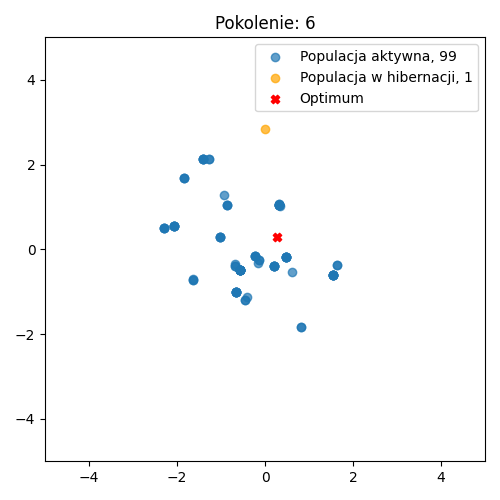 Pokolenie: 6
Populacja aktywna, 99
Populacja w hibernacji, 1
Optimum
4
2
0
−2
−4
−4
−2
0
2
4